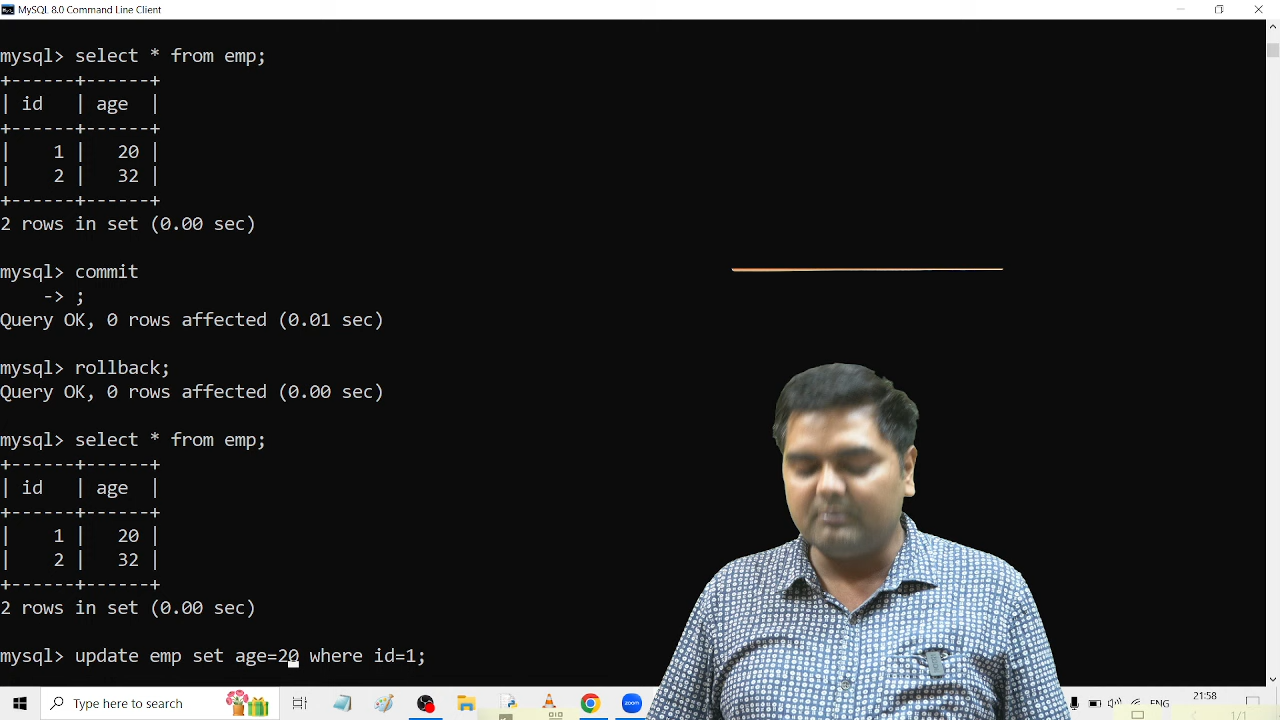 MySQL 8.0 Command Line Client
mysql> select * from emp;
+------+------+
| id   | age  |
+------+------+
|    1 |   20 |
|    2 |   32 |
+------+------+
2 rows in set (0.00 sec)
mysql> commit
    -> ;
Query OK, 0 rows affected (0.01 sec)
mysql> rollback;
Query OK, 0 rows affected (0.00 sec)
mysql> select * from emp;
+------+------+
| id   | age  |
+------+------+
|    1 |   20 |
|    2 |   32 |
+------+------+
2 rows in set (0.00 sec)
mysql> update emp set age=20 where id=1;
Type here to search
zoom
ENG
21:58
1/1